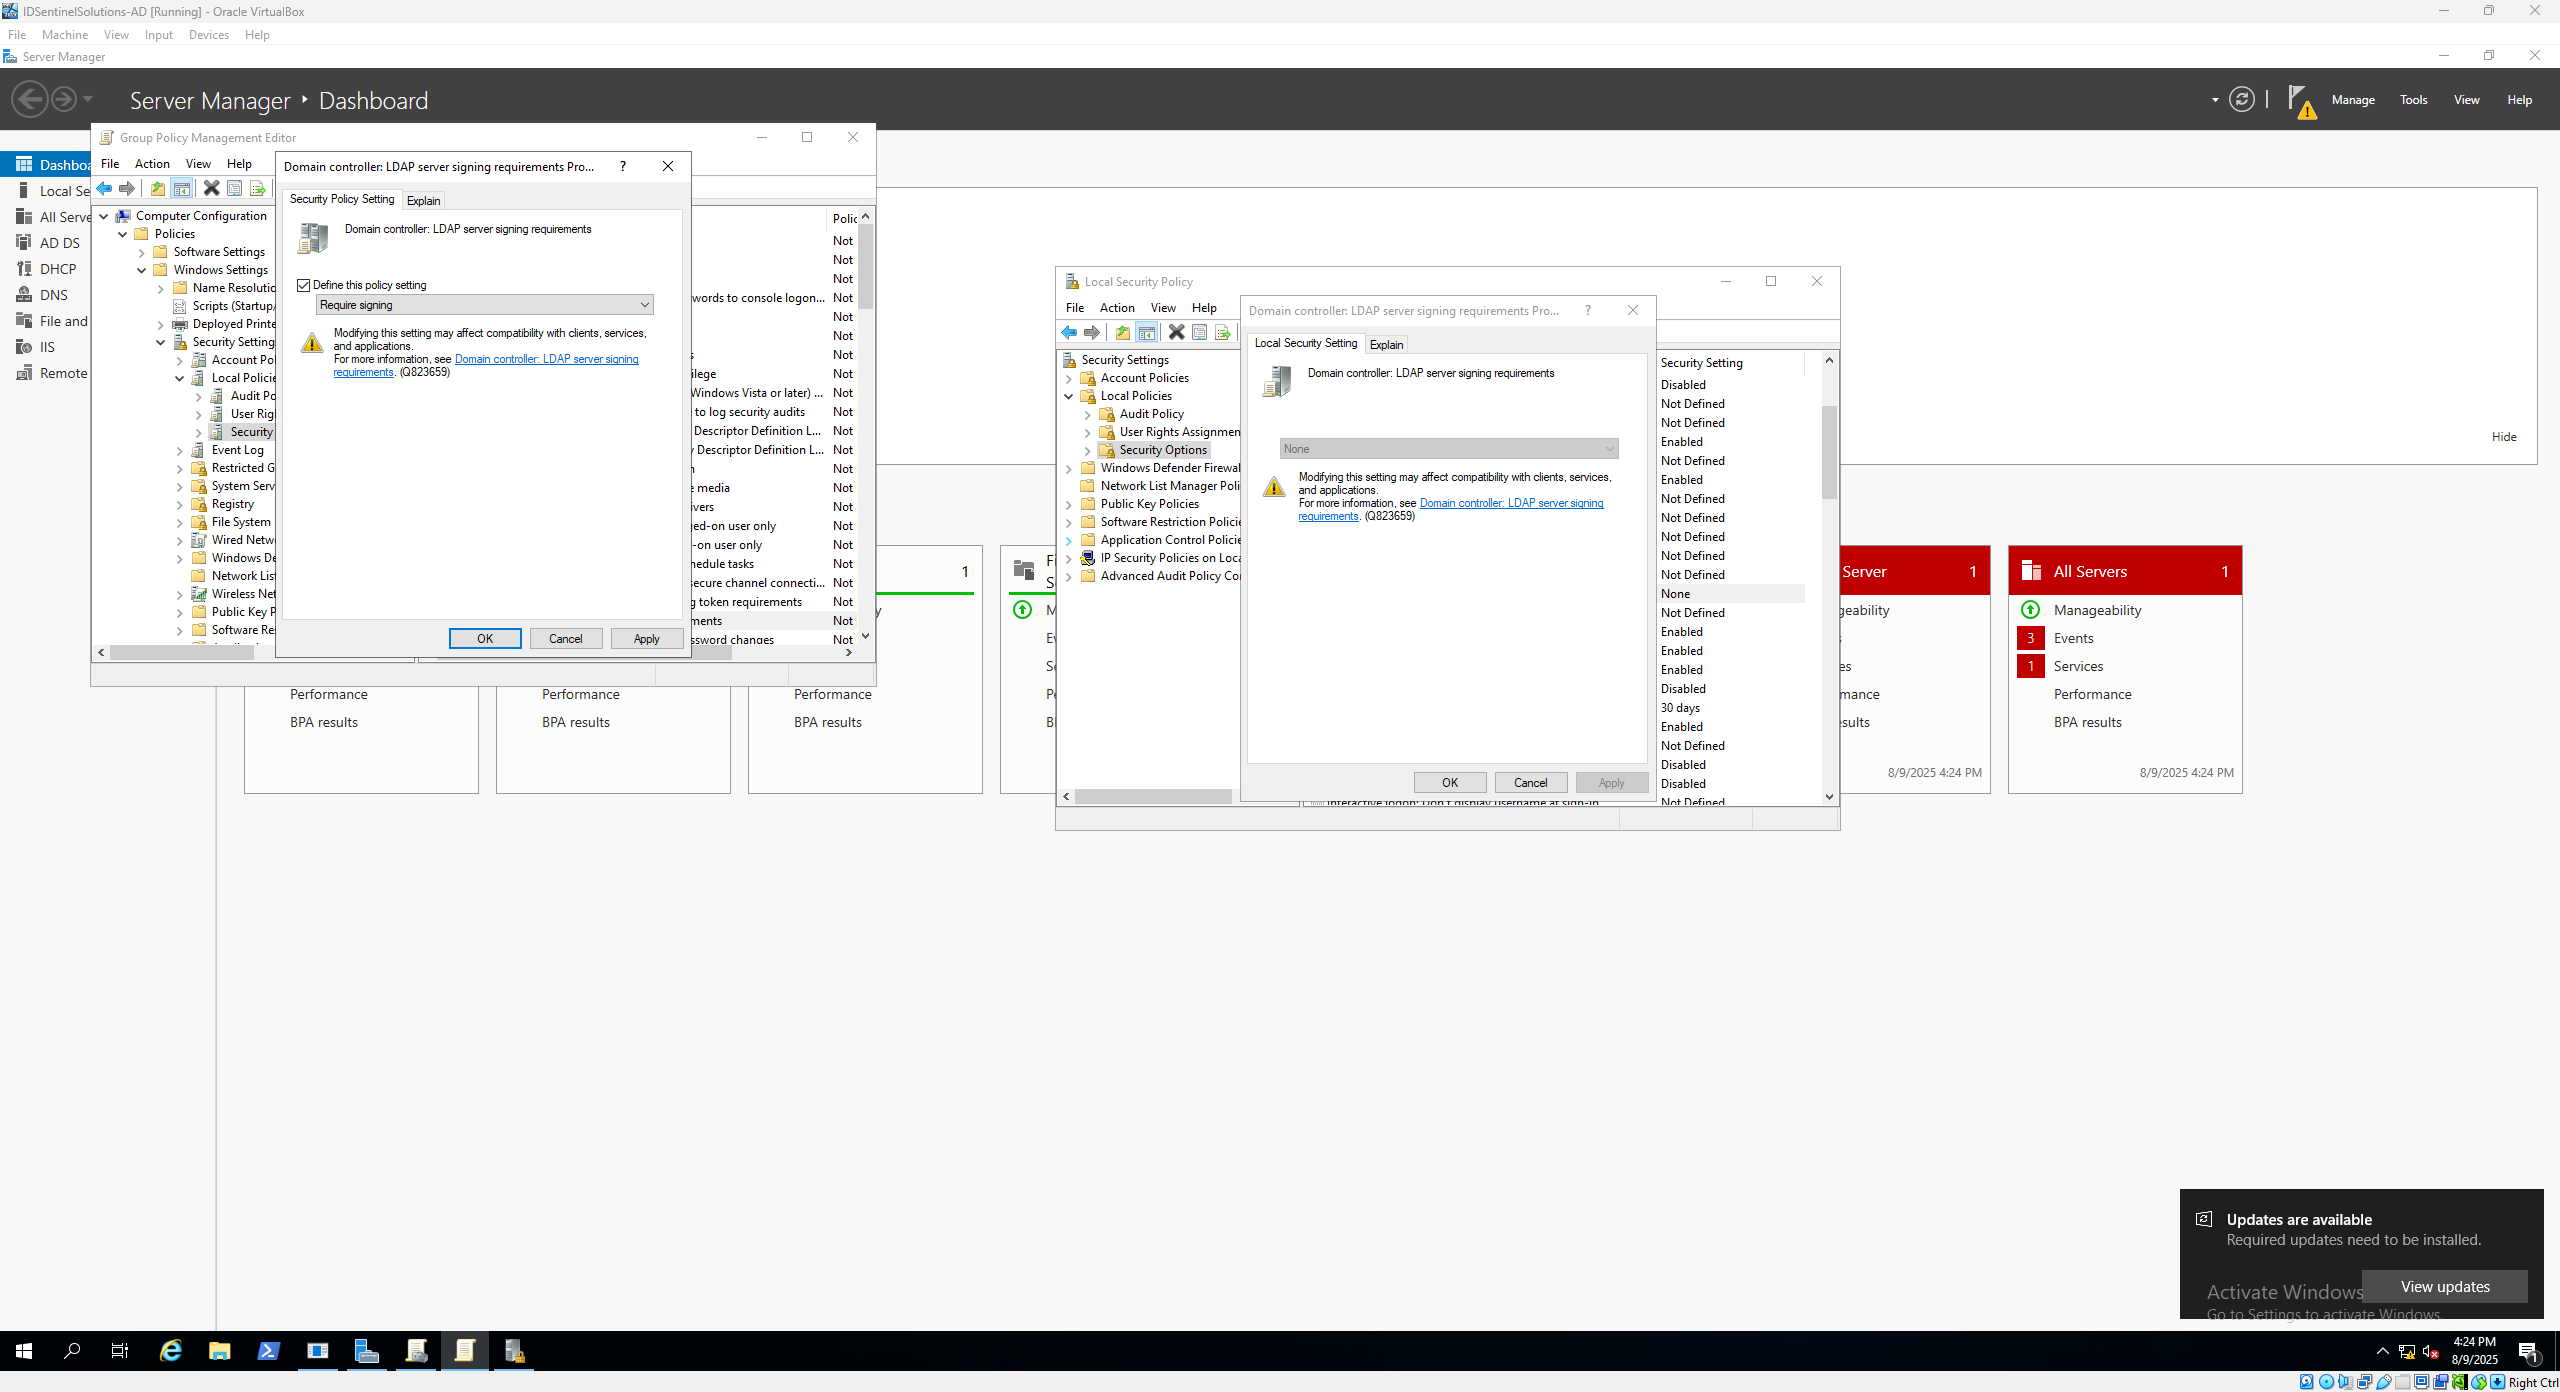 IDSentinelSolutions-AD [Running] - Oracle VirtualBox
File Machine View Input Devices Help
Server Manager
Server Manager Dashboard
Manage Tools View Help
Dashboa
Local Se
All Serve
AD DS
DHCP
DNS
File and
IIS
Remote
Group Policy Management Editor
File Action View Help
Computer Configuration
Policies
Software Settings
Windows Settings
Name Resolutio
Scripts (Startup/
Deployed Printe
Security Setting
Account Pol
Local Policie
Audit Po
User Righ
Security
Event Log
Restricted G
System Serv
Registry
File System
Wired Netw
Windows De
Network List
Wireless Net
Public Key P
Software Re
Domain controller: LDAP server signing requirements Pro... ?
Security Policy Setting Explain
Domain controller: LDAP server signing requirements
Define this policy setting
Require signing
Modifying this setting may affect compatibility with clients, services,
and applications.
For more information, see Domain controller: LDAP server signing
requirements. (Q823659)
OK Cancel Apply
Polic
Not
Not
Not
words to console logon... Not
Not
Not
s Not
ilege Not
Windows Vista or later) ... Not
to log security audits Not
Descriptor Definition L... Not
y Descriptor Definition L... Not
n Not
e media Not
ivers Not
ed-on user only Not
-on user only Not
hedule tasks Not
secure channel connecti... Not
g token requirements Not
ments Not
ssword changes Not
Local Security Policy
File Action View Help
Security Settings
Account Policies
Local Policies
Audit Policy
User Rights Assignmen
Security Options
Windows Defender Firewal
Network List Manager Poli
Public Key Policies
Software Restriction Policie
Application Control Policie
IP Security Policies on Loca
Advanced Audit Policy Co
Domain controller: LDAP server signing requirements Pro... ?
Local Security Setting Explain
Domain controller: LDAP server signing requirements
None
Modifying this setting may affect compatibility with clients, services,
and applications.
For more information, see Domain controller: LDAP server signing
requirements. (Q823659)
OK Cancel Apply
Interactive logon: Don't display username at sign-in
Security Setting
Disabled
Not Defined
Not Defined
Enabled
Not Defined
Enabled
Not Defined
Not Defined
Not Defined
Not Defined
Not Defined
None
Not Defined
Enabled
Enabled
Enabled
Disabled
30 days
Enabled
Not Defined
Disabled
Disabled
Not Defined
Hide
Performance
BPA results
Performance
BPA results
1
y
Performance
BPA results
Fi
S
M
Ev
Se
Pe
B
Server 1
geability
s
es
mance
sults
8/9/2025 4:24 PM
All Servers 1
Manageability
3 Events
1 Services
Performance
BPA results
8/9/2025 4:24 PM
Updates are available
Required updates need to be installed.
View updates
Activate Windows
Go to Settings to activate Windows.
4:24 PM
8/9/2025
1
Right Ctrl